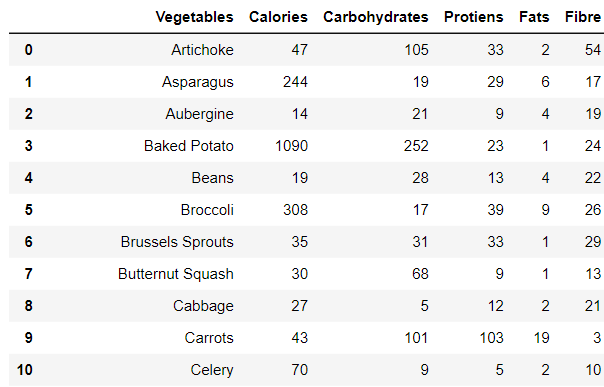 Vegetables Calories Carbohydrates Protiens Fats Fibre
0 Artichoke 47 105 33 2 54
1 Asparagus 244 19 29 6 17
2 Aubergine 14 21 9 4 19
3 Baked Potato 1090 252 23 1 24
4 Beans 19 28 13 4 22
5 Broccoli 308 17 39 9 26
6 Brussels Sprouts 35 31 33 1 29
7 Butternut Squash 30 68 9 1 13
8 Cabbage 27 5 12 2 21
9 Carrots 43 101 103 19 3
10 Celery 70 9 5 2 10